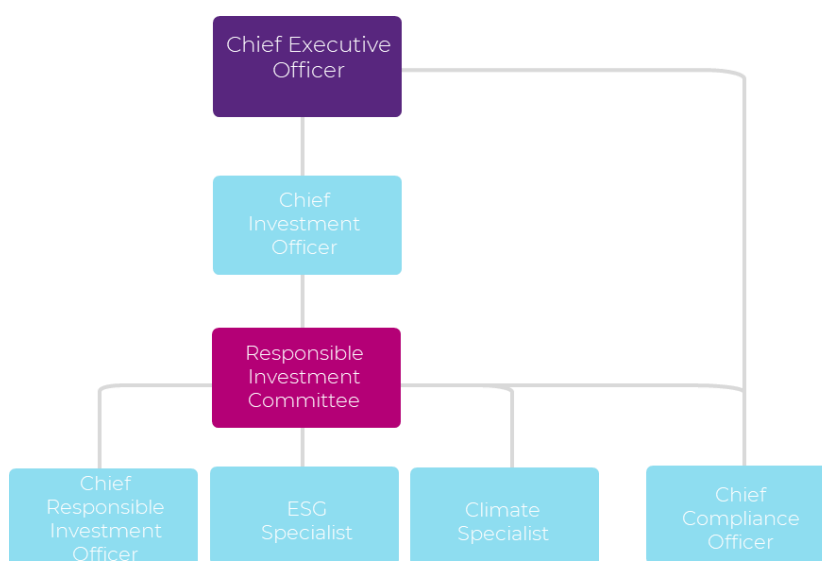 Chief Executive
Officer
Chief
Investment
Officer
Responsible
Investment
Committee
Chief
Responsible
Investment
Officer
ESG
Specialist
Climate
Specialist
Chief
Compliance
Officer